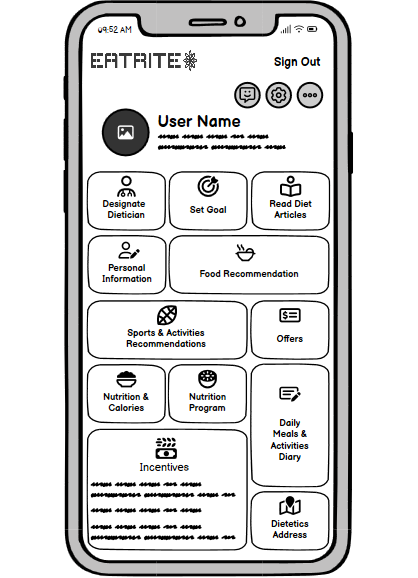 09:52 AM
EATRITE
Sign Out
User Name
Designate
Dietician
Set Goal
Read Diet
Articles
Personal
Information
Food Recommendation
Sports & Activities
Recommendations
Offers
Nutrition &
Calories
Nutrition
Program
Daily
Meals &
Activities
Diary
Incentives
Dietetics
Address